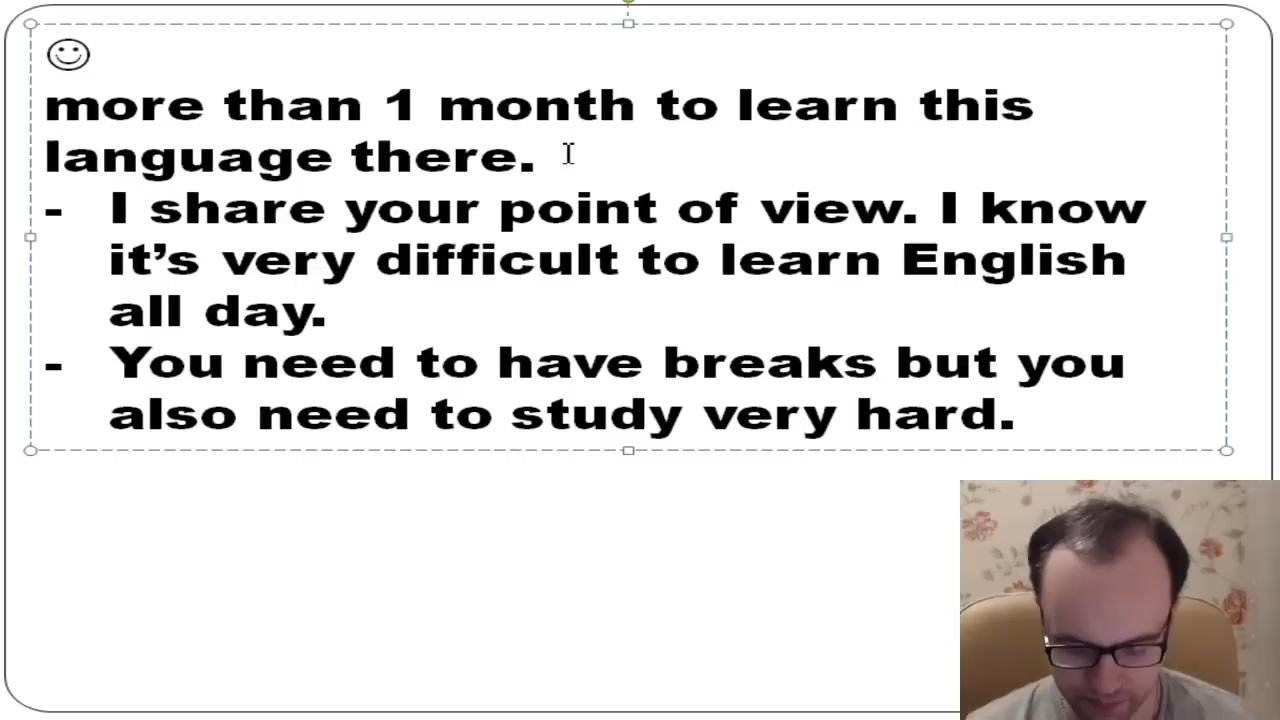 more than 1 month to learn this
language there.
- I share your point of view. I know
it’s very difficult to learn English
all day.
- You need to have breaks but you
also need to study very hard.